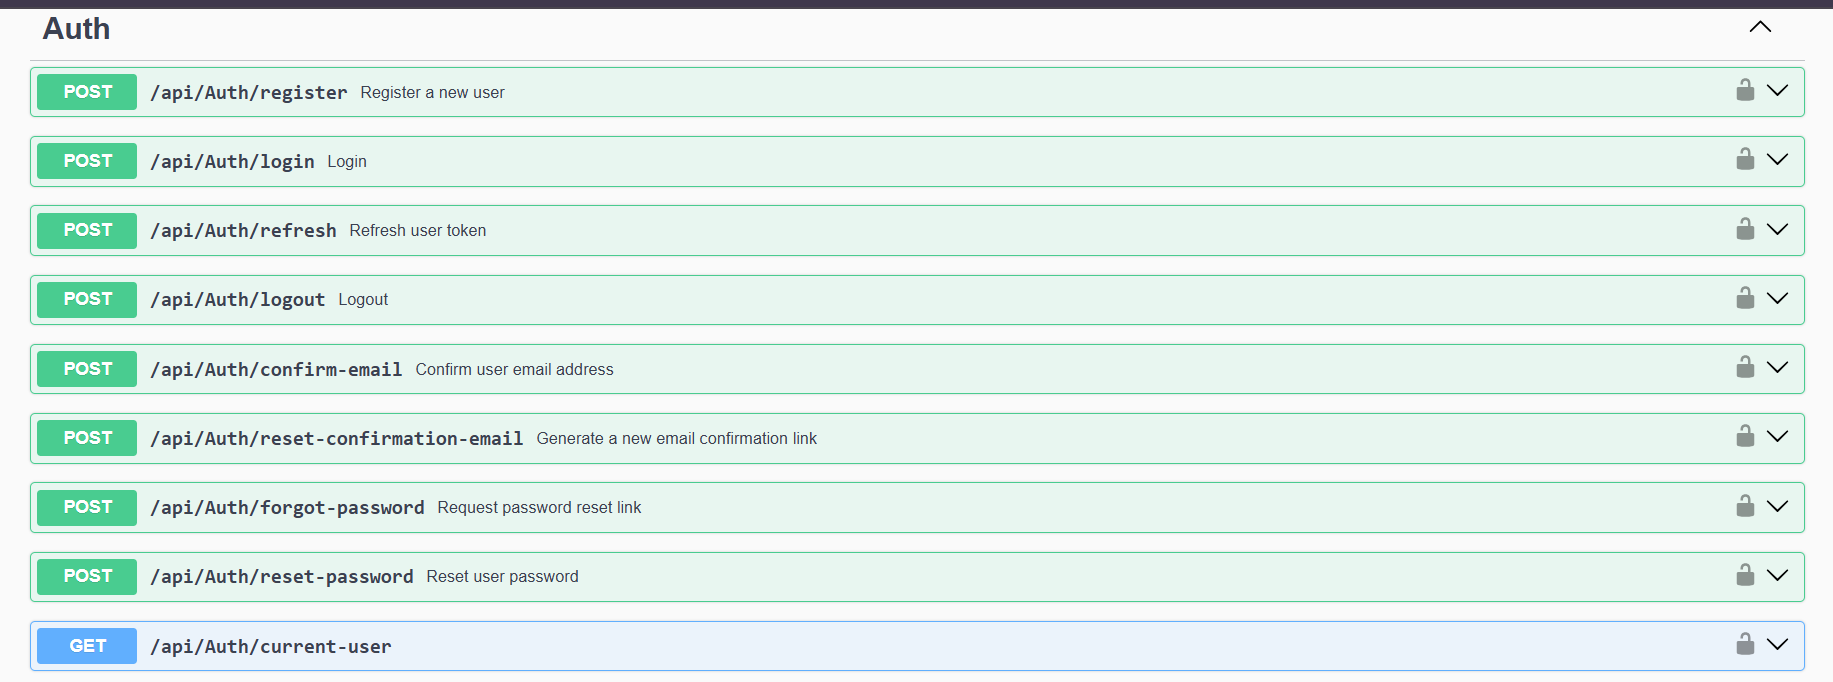 Auth
POST /api/Auth/register Register a new user
POST /api/Auth/login Login
POST /api/Auth/refresh Refresh user token
POST /api/Auth/logout Logout
POST /api/Auth/confirm-email Confirm user email address
POST /api/Auth/reset-confirmation-email Generate a new email confirmation link
POST /api/Auth/forgot-password Request password reset link
POST /api/Auth/reset-password Reset user password
GET /api/Auth/current-user